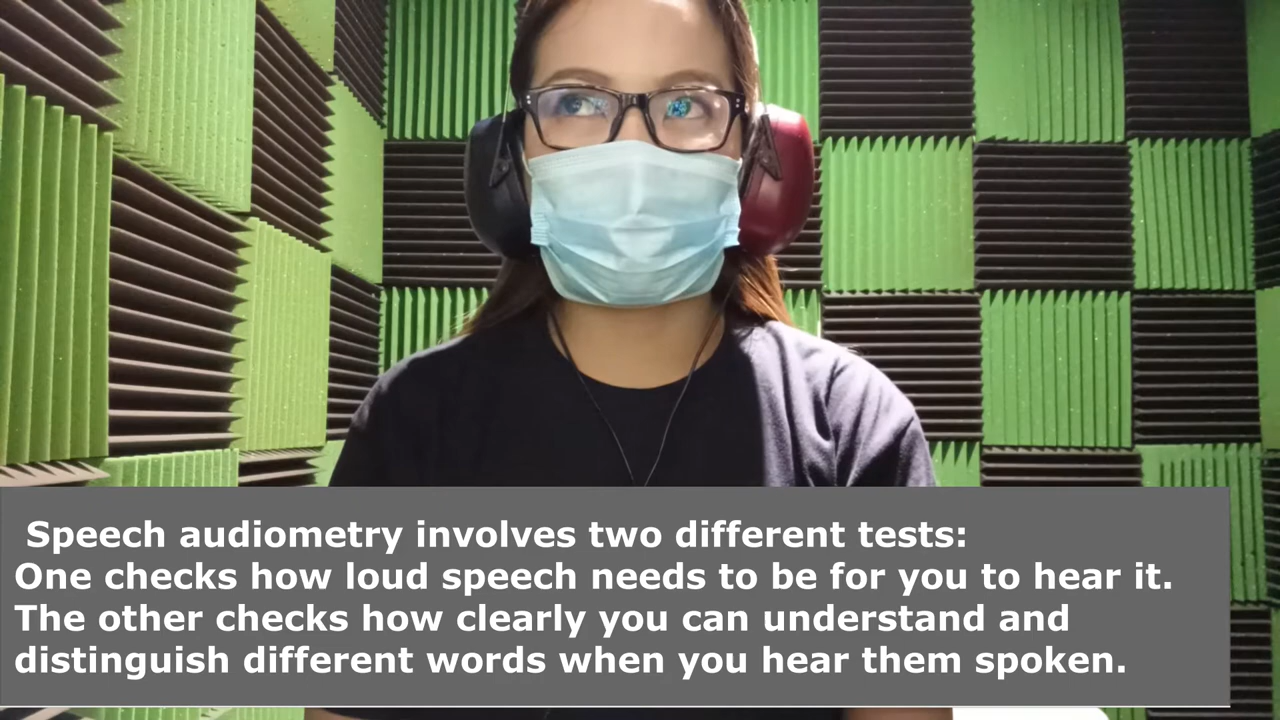 Speech audiometry involves two different tests:
One checks how loud speech needs to be for you to hear it.
The other checks how clearly you can understand and
distinguish different words when you hear them spoken.